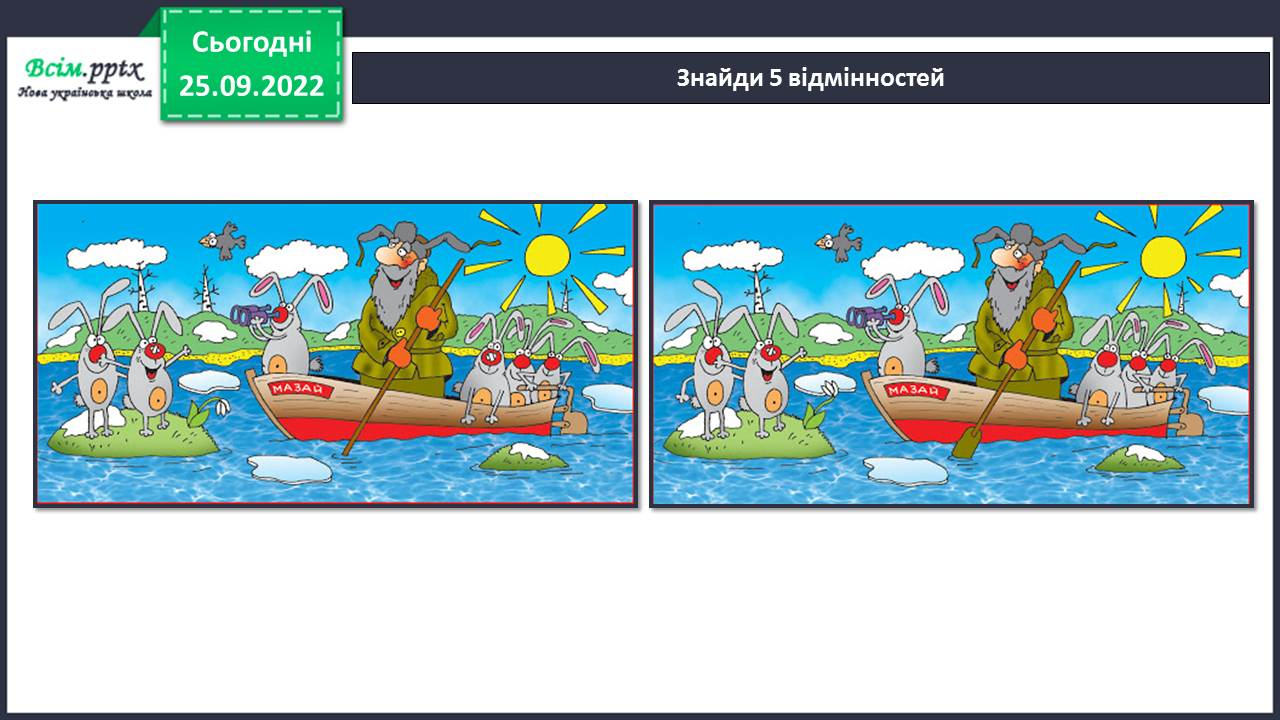 Всім.pptx
Нова українська школа
Сьогодні
25.09.2022
Знайди 5 відмінностей
МАЗАЙ
МАЗАЙ